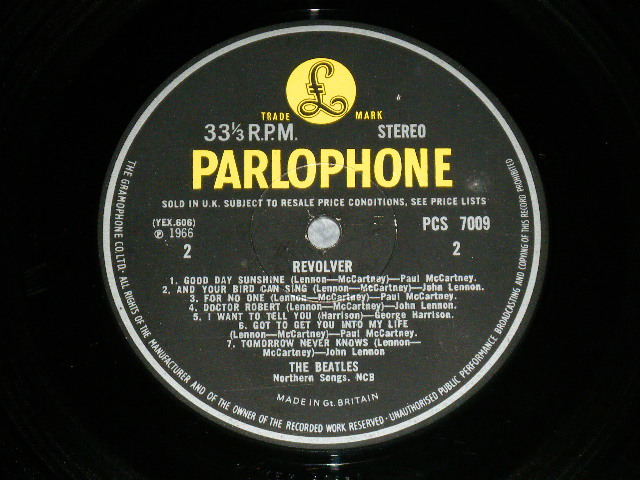 £
TRADE MARK
33⅓ R.P.M. STEREO
PARLOPHONE
SOLD IN U.K. SUBJECT TO RESALE PRICE CONDITIONS, SEE PRICE LISTS
(YEX.606) PCS 7009
℗ 1966
2 2
REVOLVER
1. GOOD DAY SUNSHINE (Lennon—McCartney)—Paul McCartney.
2. AND YOUR BIRD CAN SING (Lennon—McCartney)—John Lennon.
3. FOR NO ONE (Lennon—McCartney)—Paul McCartney.
4. DOCTOR ROBERT (Lennon—McCartney)—John Lennon.
5. I WANT TO TELL YOU (Harrison)—George Harrison.
6. GOT TO GET YOU INTO MY LIFE
(Lennon—McCartney)—Paul McCartney.
7. TOMORROW NEVER KNOWS (Lennon—
McCartney)—John Lennon
THE BEATLES
Northern Songs. NCB
MADE IN Gt. BRITAIN
THE GRAMOPHONE CO. LTD. ALL RIGHTS OF THE MANUFACTURER AND OF THE OWNER OF THE RECORDED WORK RESERVED · UNAUTHORISED PUBLIC PERFORMANCE BROADCASTING AND COPYING OF THIS RECORD PROHIBITED